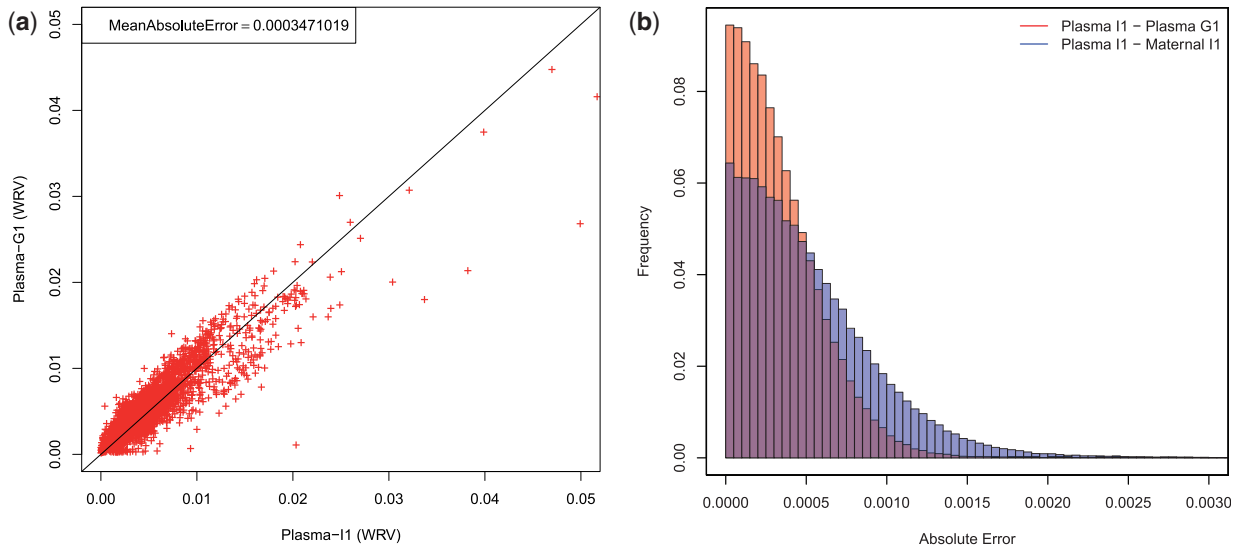 (a)
MeanAbsoluteError = 0.0003471019
0.05
0.04
0.03
0.02
0.01
0.00
Plasma−G1 (WRV)
0.00 0.01 0.02 0.03 0.04 0.05
Plasma−I1 (WRV)
(b)
Plasma I1 − Plasma G1
Plasma I1 − Maternal I1
0.08
0.06
0.04
0.02
0.00
Frequency
0.0000 0.0005 0.0010 0.0015 0.0020 0.0025 0.0030
Absolute Error